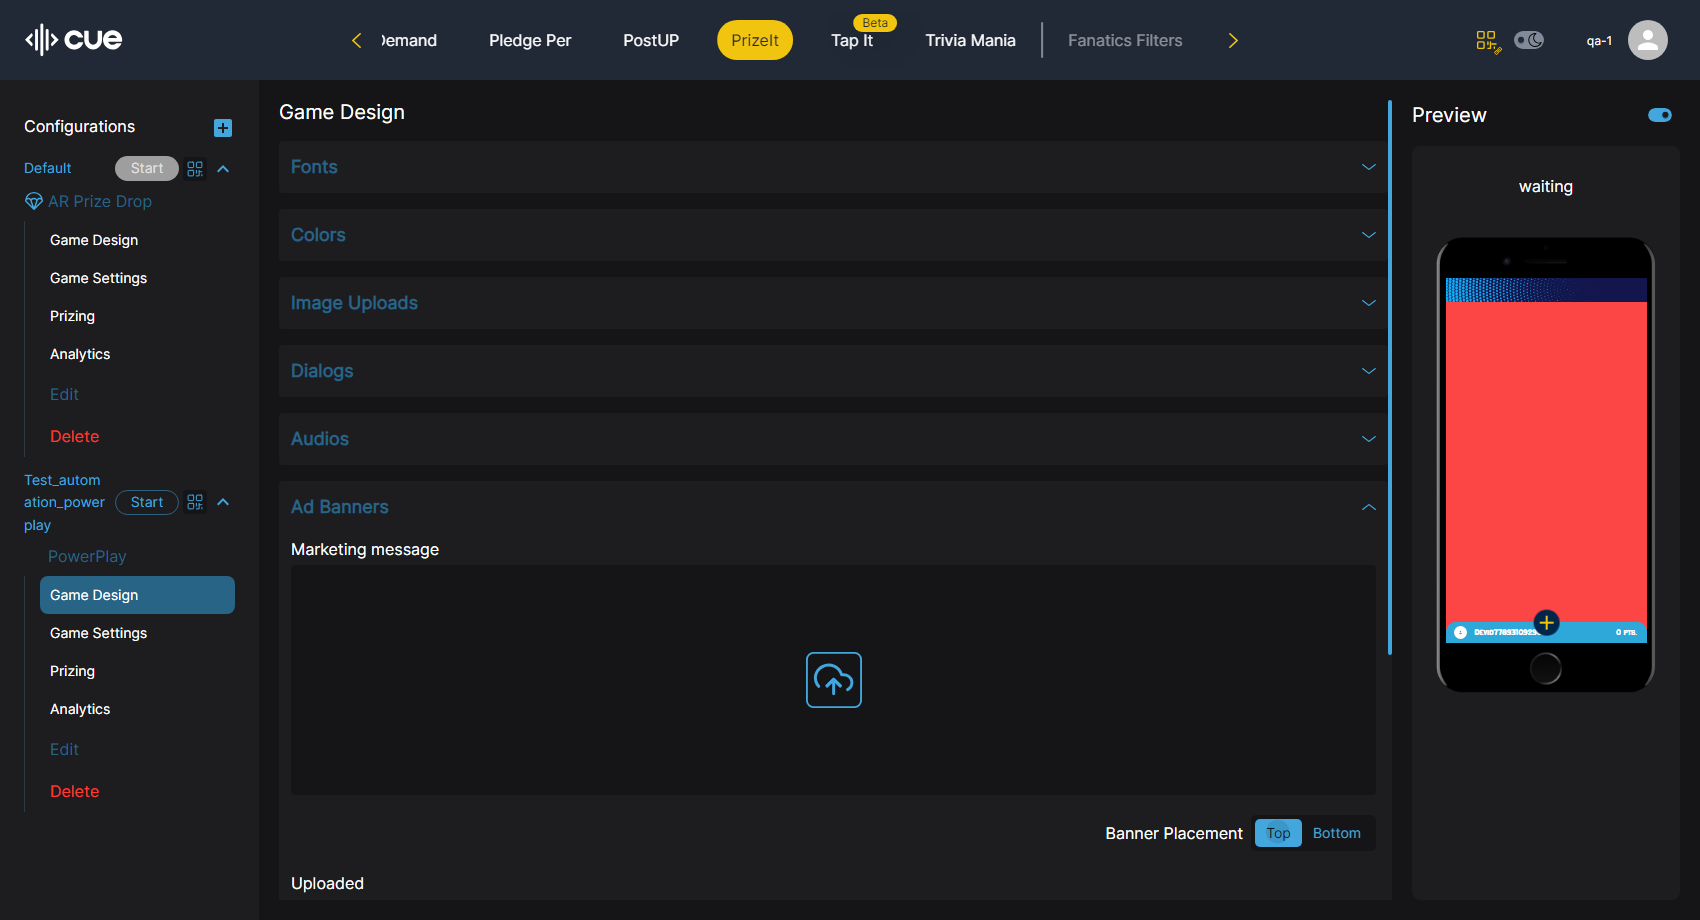 cue
Demand
Pledge Per
PostUP
PrizeIt
Beta
Tap It
Trivia Mania
Fanatics Filters
qa-1
Configurations
Default
Start
AR Prize Drop
Game Design
Game Settings
Prizing
Analytics
Edit
Delete
Test_autom
ation_power
play
Start
PowerPlay
Game Design
Game Settings
Prizing
Analytics
Edit
Delete
Game Design
Fonts
Colors
Image Uploads
Dialogs
Audios
Ad Banners
Marketing message
Banner Placement
Top
Bottom
Uploaded
Preview
waiting
0 PTS.